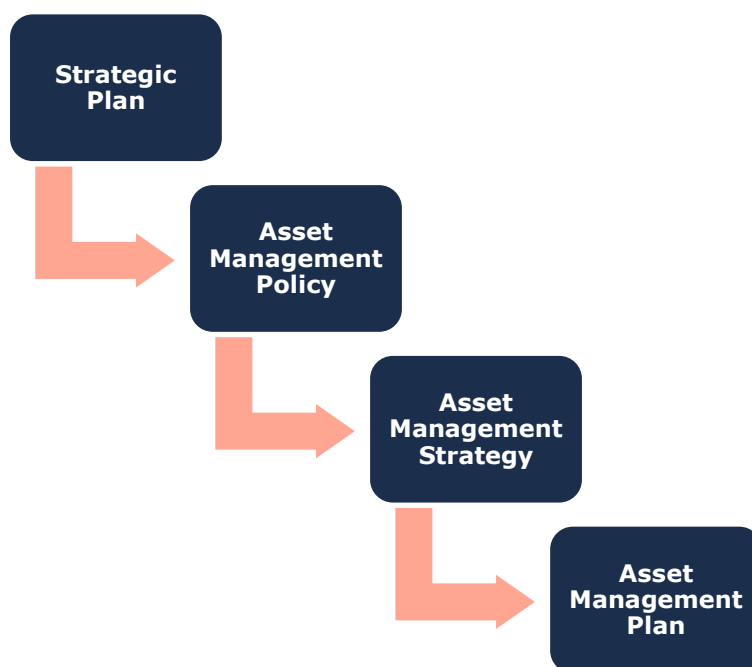 Strategic
Plan
Asset
Management
Policy
Asset
Management
Strategy
Asset
Management
Plan